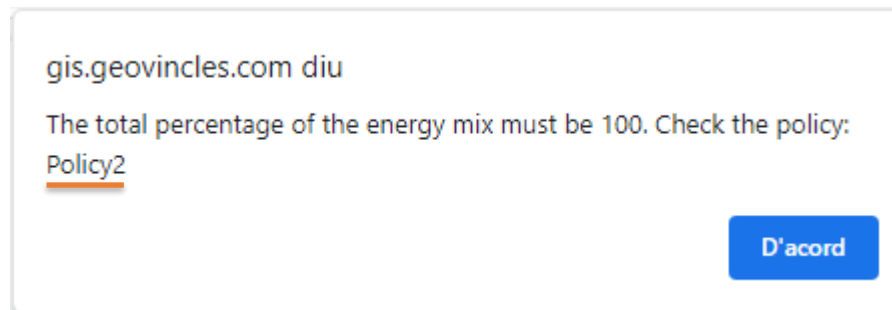 gis.geovincles.com diu
The total percentage of the energy mix must be 100. Check the policy:
Policy2
D'acord